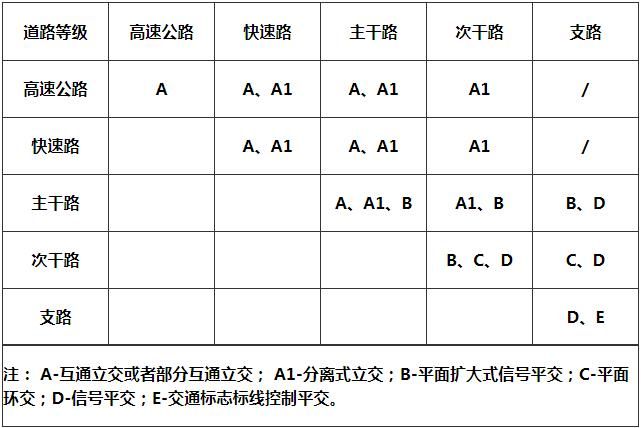 道路等级 高速公路 快速路 主干路 次干路 支路
高速公路 A A、A1 A、A1 A1 /
快速路 A、A1 A、A1 A1 /
主干路 A、A1、B A1、B B、D
次干路 B、C、D C、D
支路 D、E
注： A-互通立交或者部分互通立交； A1-分离式立交；B-平面扩大式信号平交；C-平面
环交；D-信号平交；E-交通标志标线控制平交。